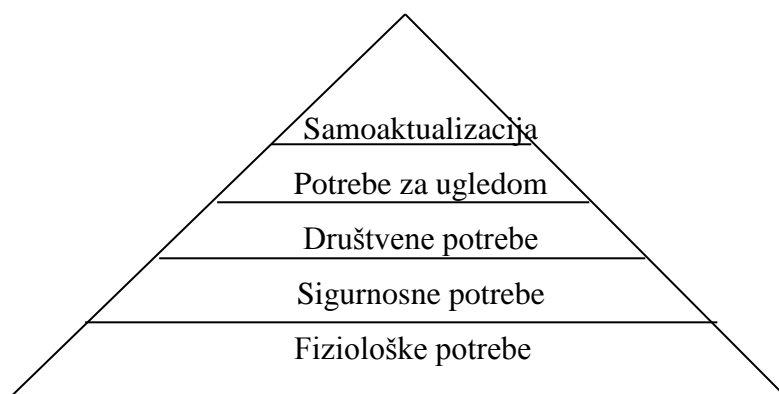 Samoaktualizacija
Potrebe za ugledom
Društvene potrebe
Sigurnosne potrebe
Fiziološke potrebe